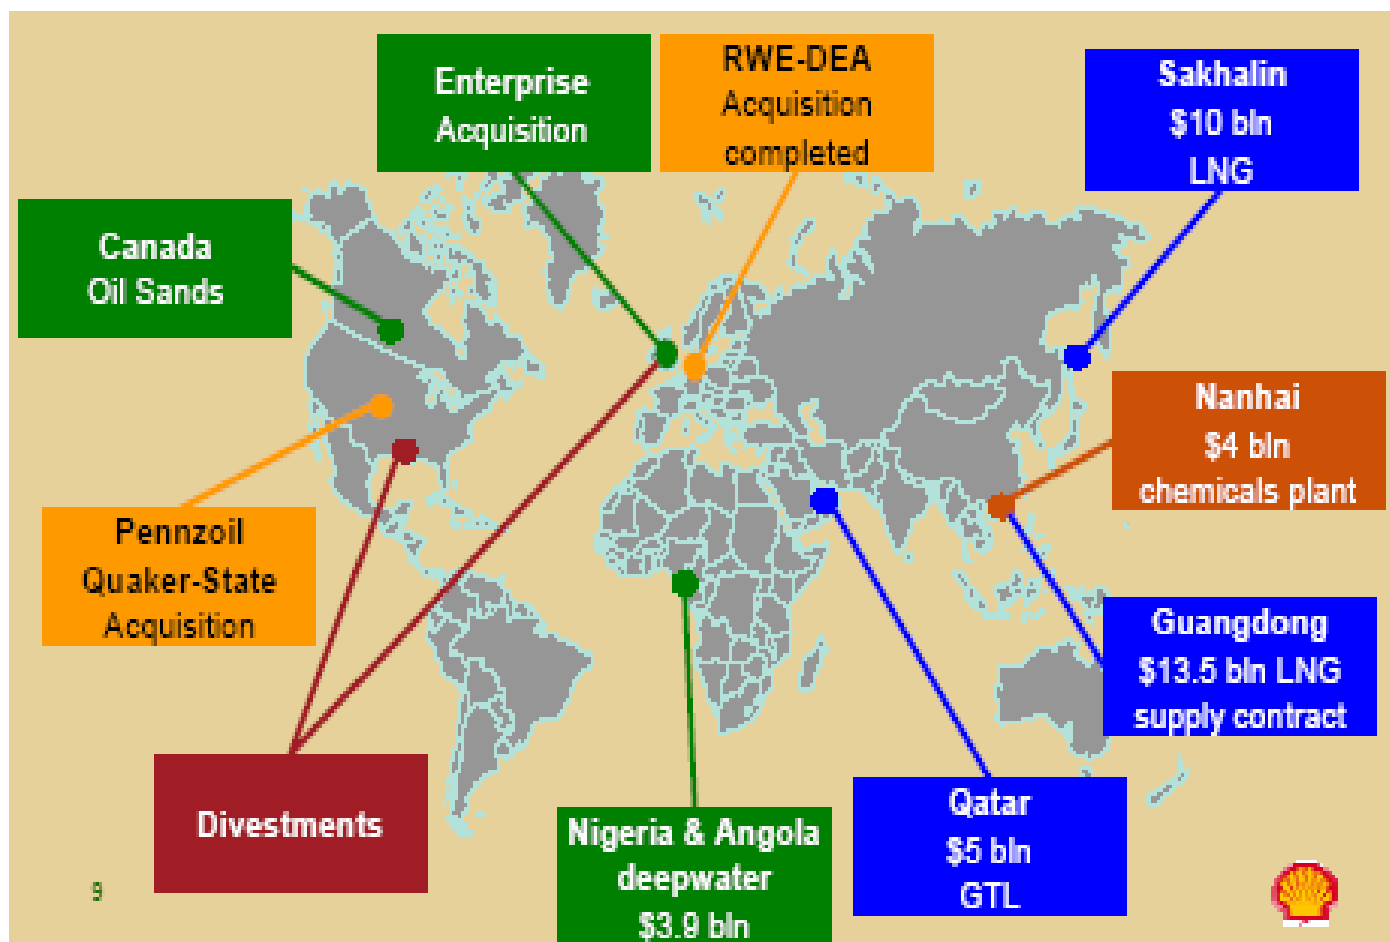 Enterprise
Acquisition
RWE-DEA
Acquisition
completed
Sakhalin
$10 bln
LNG
Canada
Oil Sands
Nanhai
$4 bln
chemicals plant
Pennzoil
Quaker-State
Acquisition
Guangdong
$13.5 bln LNG
supply contract
Divestments
Nigeria & Angola
deepwater
$3.9 bln
Qatar
$5 bln
GTL
9